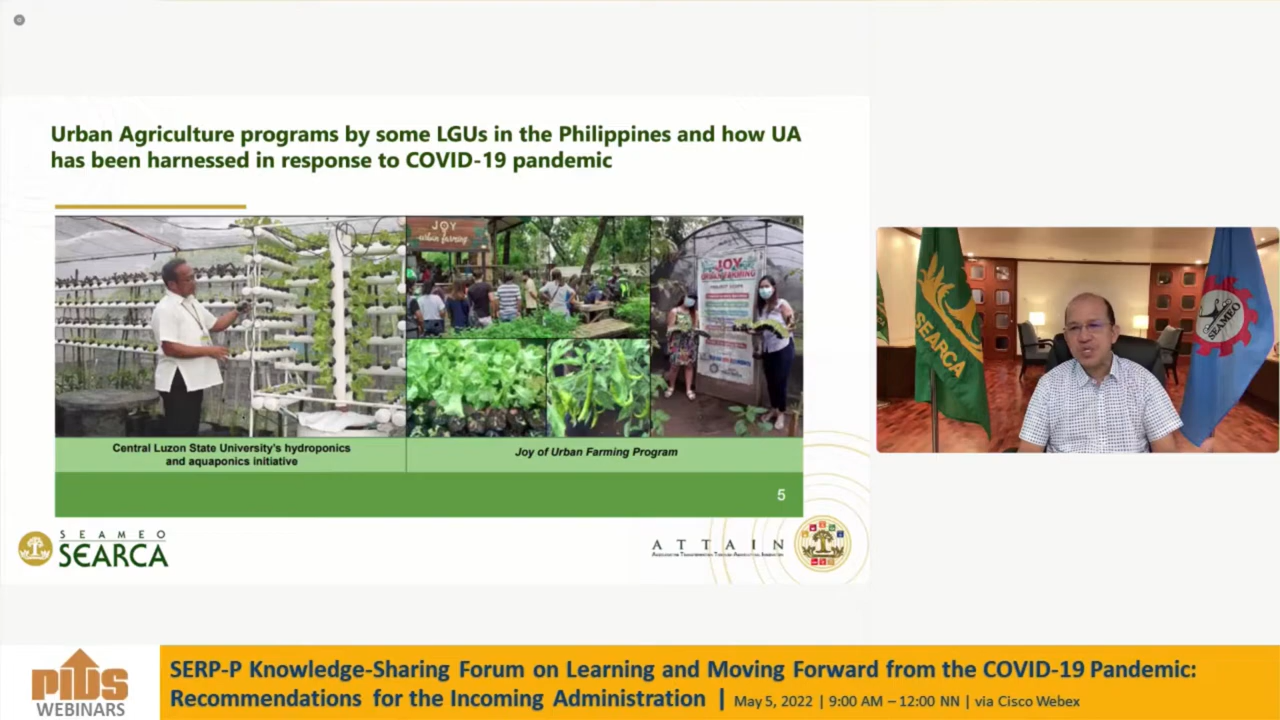 Urban Agriculture programs by some LGUs in the Philippines and how UA
has been harnessed in response to COVID-19 pandemic
JOY
urban farming
JOY
URBAN FARMING
Central Luzon State University's hydroponics
and aquaponics initiative
Joy of Urban Farming Program
5
SEAMEO
SEARCA
ATTAIN
SEARCA
SEAMEO
PIDS
WEBINARS
SERP-P Knowledge-Sharing Forum on Learning and Moving Forward from the COVID-19 Pandemic:
Recommendations for the Incoming Administration | May 5, 2022 | 9:00 AM – 12:00 NN | via Cisco Webex